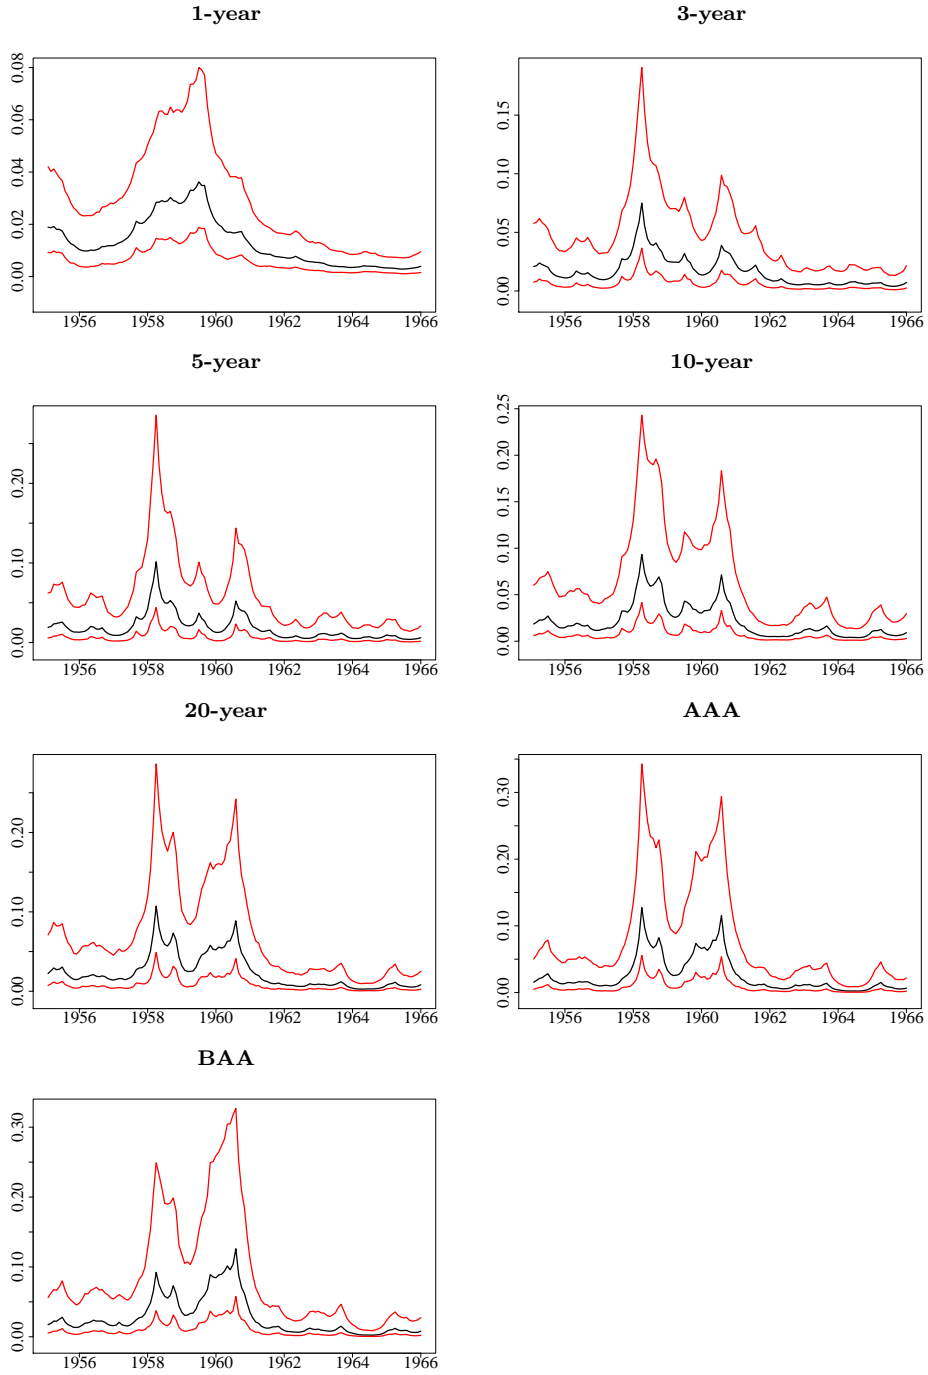 1-year
0.00 0.02 0.04 0.06 0.08
1956 1958 1960 1962 1964 1966
3-year
0.00 0.05 0.10 0.15
1956 1958 1960 1962 1964 1966
5-year
0.00 0.10 0.20
1956 1958 1960 1962 1964 1966
10-year
0.00 0.05 0.10 0.15 0.20 0.25
1956 1958 1960 1962 1964 1966
20-year
0.00 0.10 0.20
1956 1958 1960 1962 1964 1966
AAA
0.00 0.10 0.20 0.30
1956 1958 1960 1962 1964 1966
BAA
0.00 0.10 0.20 0.30
1956 1958 1960 1962 1964 1966